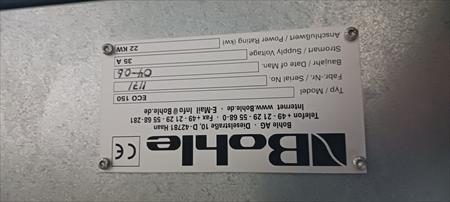 Bohle
CE
Bohle AG · Dieselstraße 10, D-42781 Haan
Telefon +49 - 21 29 55 68-0 · Fax +49 - 21 29 55 68-281
Internet www.Bohle.de · E-Mail info@Bohle.de
Typ / Model
ECO 150
Fabr.-Nr. / Serial No.
1171
Baujahr / Date of Man.
04-06
Stromart / Supply Voltage
35 A
Anschlußwert / Power Rating (kw)
22 KW